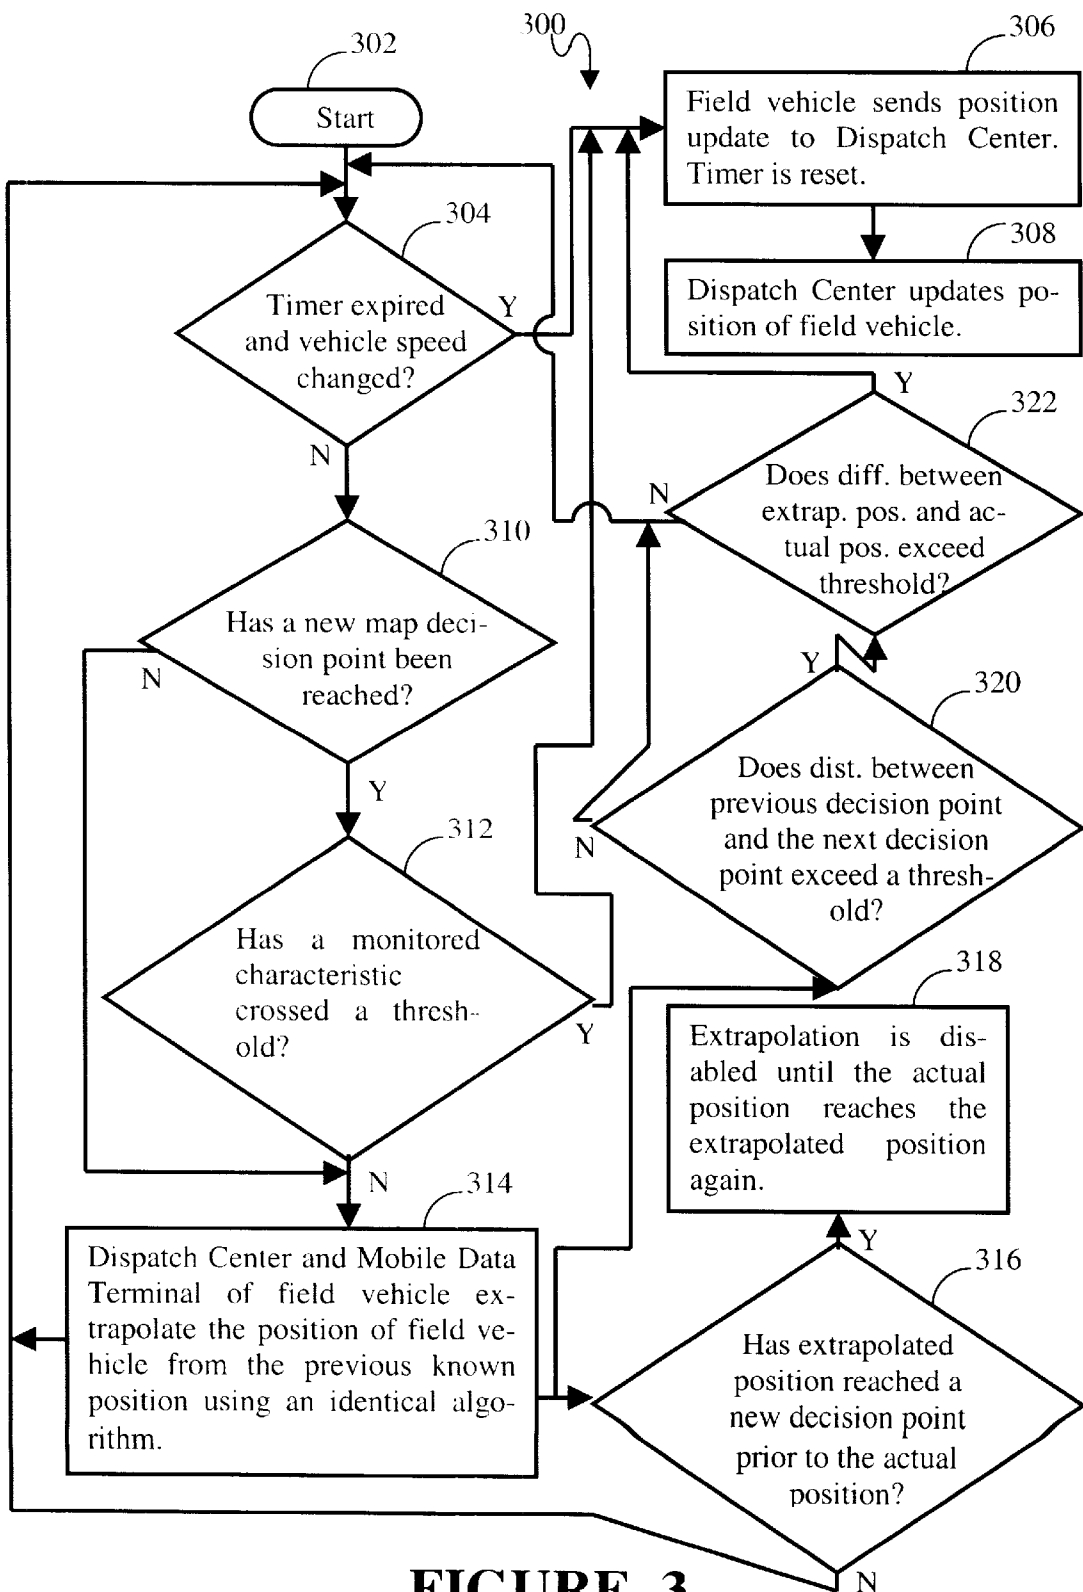 300
302
Start
306
Field vehicle sends position
update to Dispatch Center.
Timer is reset.
308
Dispatch Center updates po-
sition of field vehicle.
304
Timer expired
and vehicle speed
changed?
Y
N
310
Has a new map deci-
sion point been
reached?
N
Y
312
Has a monitored
characteristic
crossed a thresh-
old?
Y
N
314
Dispatch Center and Mobile Data
Terminal of field vehicle ex-
trapolate the position of field ve-
hicle from the previous known
position using an identical algo-
rithm.
Y
322
Does diff. between
extrap. pos. and ac-
tual pos. exceed
threshold?
N
Y
320
Does dist. between
previous decision point
and the next decision
point exceed a thresh-
old?
N
318
Extrapolation is dis-
abled until the actual
position reaches the
extrapolated position
again.
Y
316
Has extrapolated
position reached a
new decision point
prior to the actual
position?
N
FIGURE 3